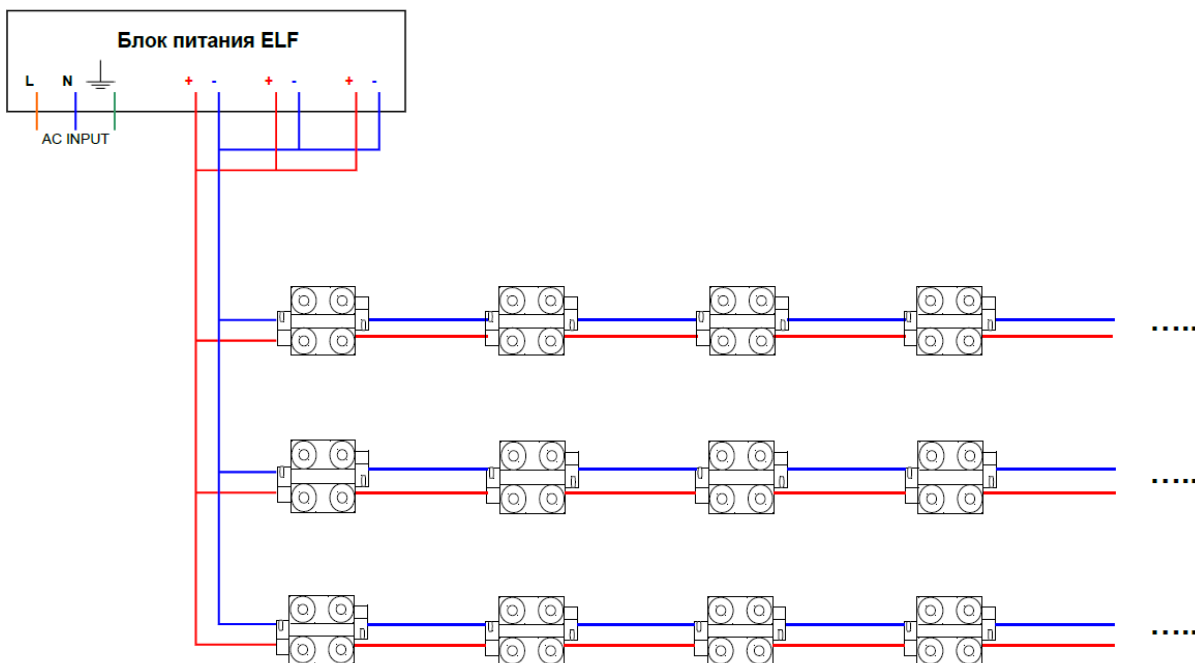 Блок питания ELF
L N + - + - + -
AC INPUT
.....
.....
.....